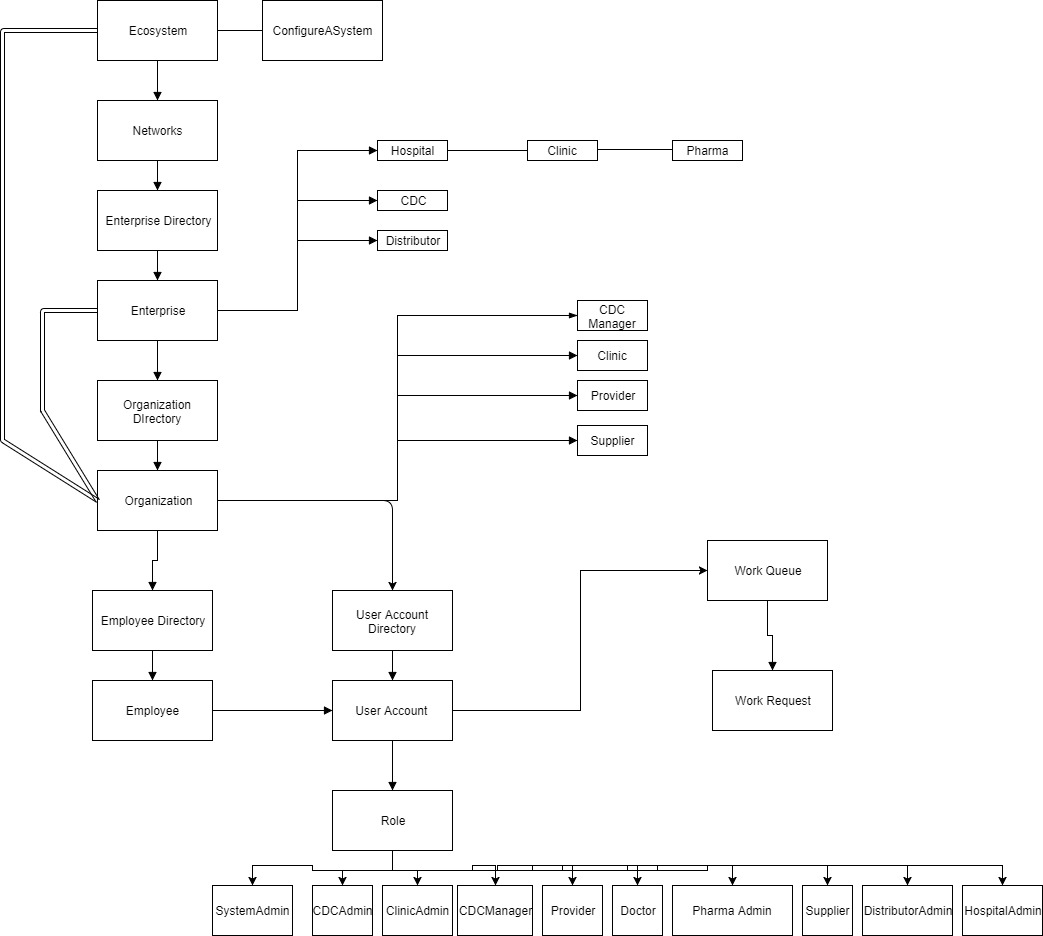 Ecosystem
ConfigureASystem
Networks
Hospital
Clinic
Pharma
Enterprise Directory
CDC
Distributor
Enterprise
CDC
Manager
Clinic
Organization
DIrectory
Provider
Supplier
Organization
Work Queue
Employee Directory
User Account
Directory
Employee
User Account
Work Request
Role
SystemAdmin
CDCAdmin
ClinicAdmin
CDCManager
Provider
Doctor
Pharma Admin
Supplier
DistributorAdmin
HospitalAdmin